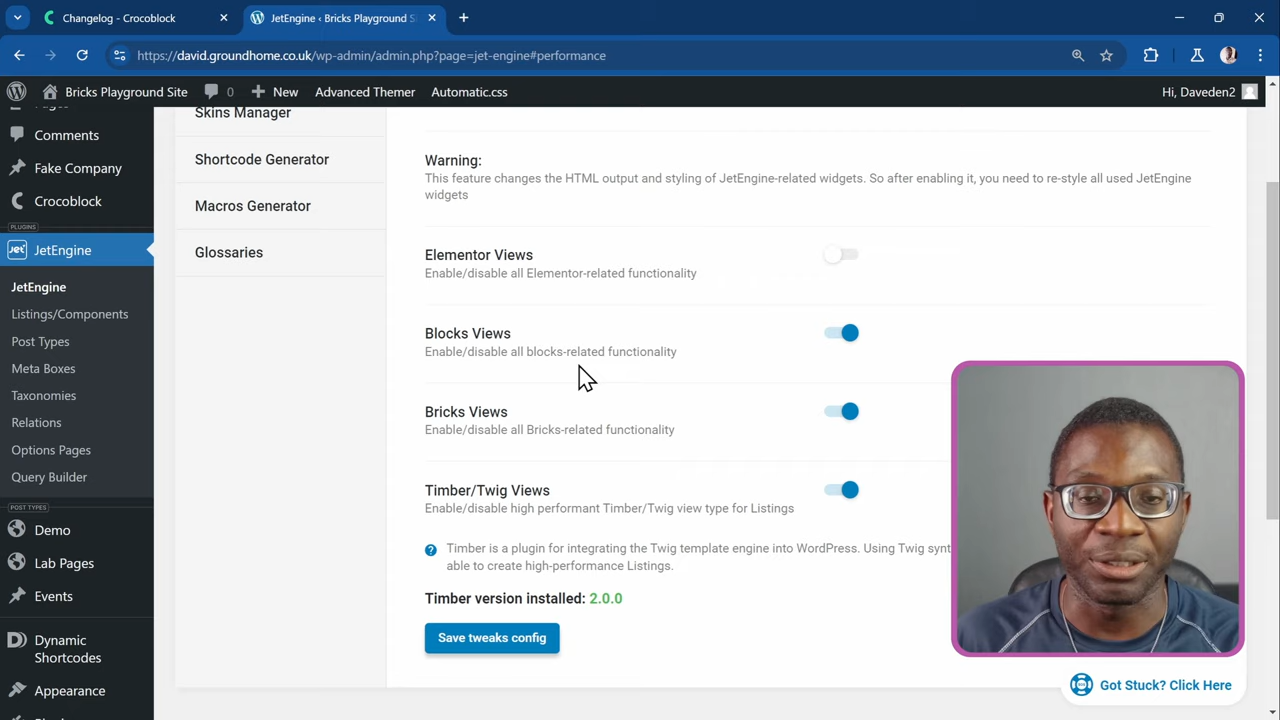 Changelog - Crocoblock
JetEngine ‹ Bricks Playground S
https://david.groundhome.co.uk/wp-admin/admin.php?page=jet-engine#performance
Bricks Playground Site
0
New
Advanced Themer
Automatic.css
Hi, Daveden2
Pages
Comments
Fake Company
Crocoblock
PLUGINS
JetEngine
JetEngine
Listings/Components
Post Types
Meta Boxes
Taxonomies
Relations
Options Pages
Query Builder
POST TYPES
Demo
Lab Pages
Events
Dynamic
Shortcodes
Appearance
Skins Manager
Shortcode Generator
Macros Generator
Glossaries
Warning:
This feature changes the HTML output and styling of JetEngine-related widgets. So after enabling it, you need to re-style all used JetEngine
widgets
Elementor Views
Enable/disable all Elementor-related functionality
Blocks Views
Enable/disable all blocks-related functionality
Bricks Views
Enable/disable all Bricks-related functionality
Timber/Twig Views
Enable/disable high performant Timber/Twig view type for Listings
Timber is a plugin for integrating the Twig template engine into WordPress. Using Twig synt
able to create high-performance Listings.
Timber version installed: 2.0.0
Save tweaks config
Got Stuck? Click Here